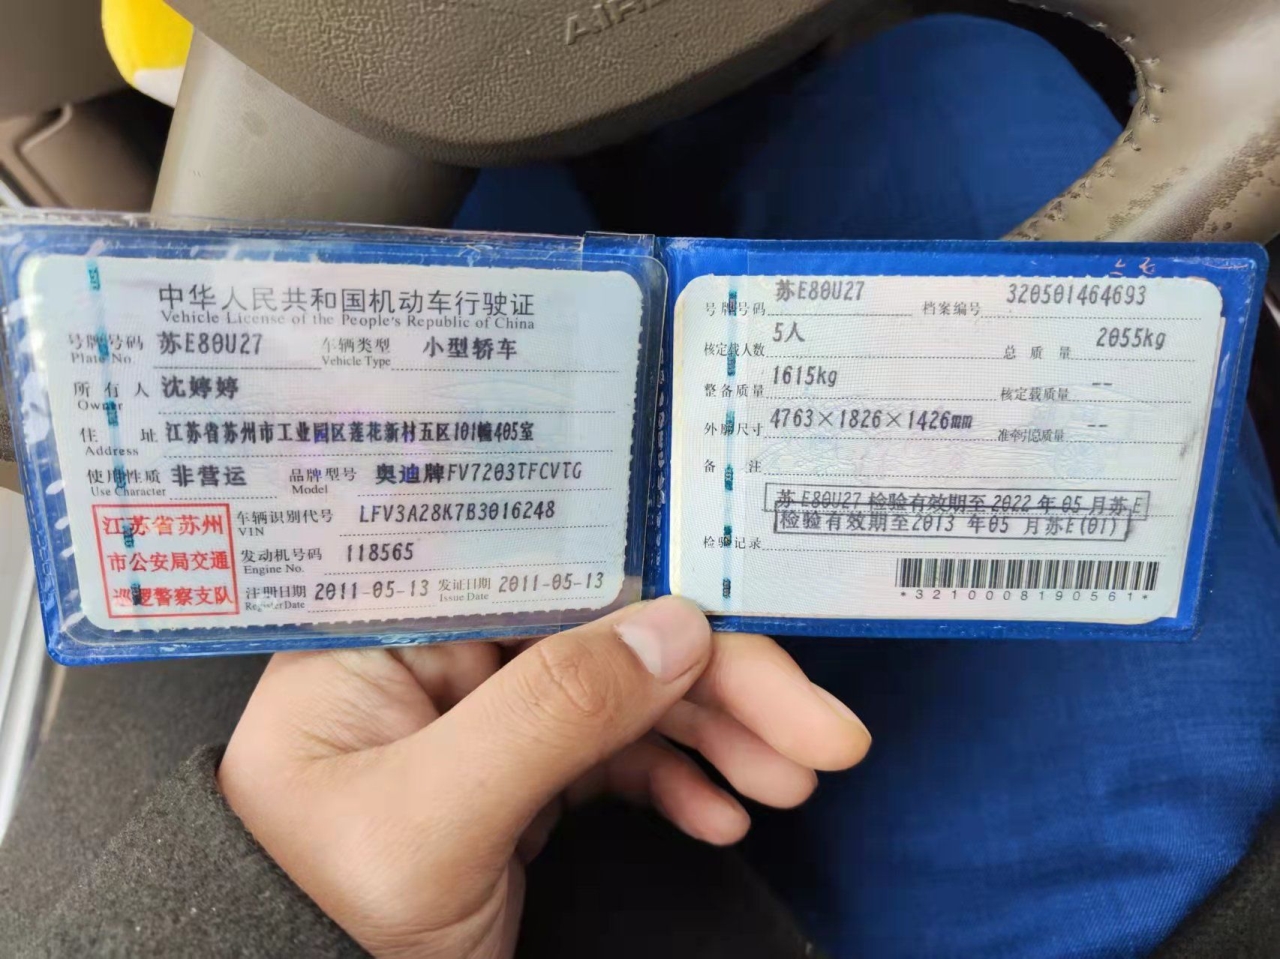 AIR
中华人民共和国机动车行驶证
Vehicle License of the People's Republic of China
号牌号码 苏E80U27 车辆类型 小型轿车
Plate No. Vehicle Type
所有人 沈婷婷
Owner
住址 江苏省苏州市工业园区莲花新村五区101幢405室
Address
使用性质 非营运 品牌型号 奥迪牌FV7203TFCVTG
Use Character Model
江苏省苏州
市公安局交通
巡逻警察支队
车辆识别代号 LFV3A28K7B3016248
VIN
发动机号码 118565
Engine No.
注册日期 2011-05-13 发证日期 2011-05-13
Register Date Issue Date
号牌号码 苏E80U27 档案编号 320501464693
核定载人数 5人 总质量 2055kg
整备质量 1615kg 核定载质量 --
外廓尺寸 4763×1826×1426mm 准牵引总质量
备注
苏E80U27 检验有效期至2022年05月苏E
检验有效期至2013年05月苏E(01)
检验记录
*3210008190561*